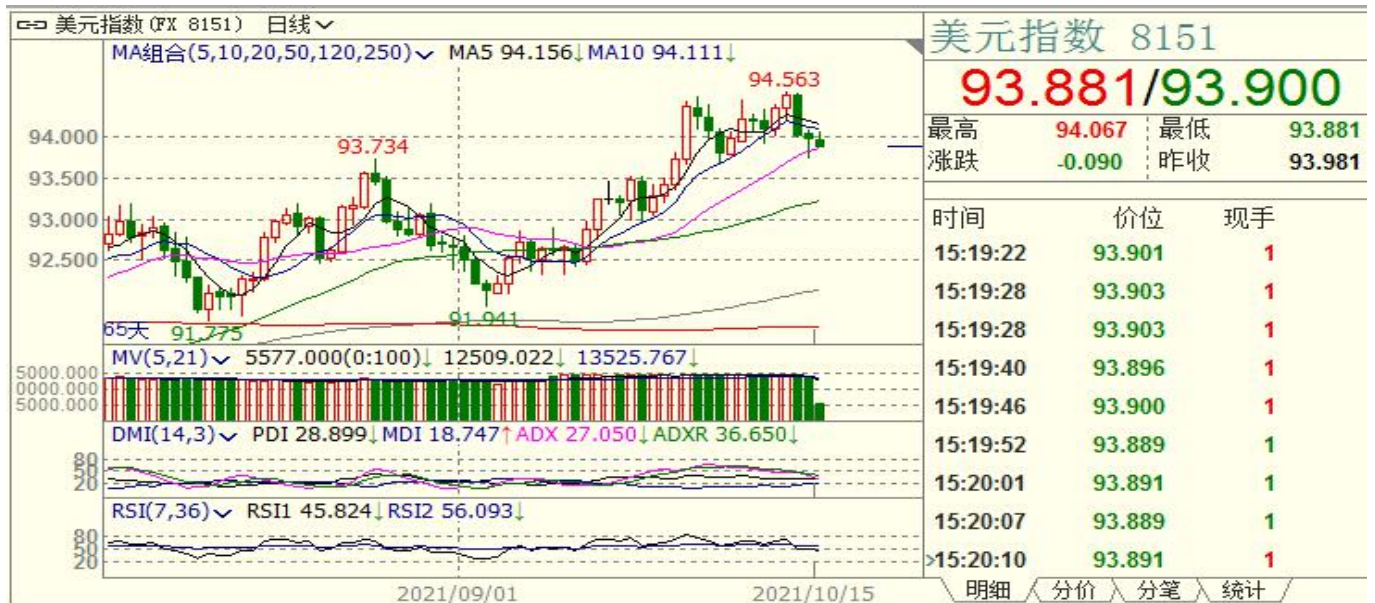 美元指数(FX 8151) 日线
MA组合(5,10,20,50,120,250) MA5 94.156↓MA10 94.111↓
94.563
94.000
93.734
93.500
93.000
92.500
91.941
65天 91.775
MV(5,21) 5577.000(0:100)↓ 12509.022↓ 13525.767↓
5000.000
0000.000
5000.000
DMI(14,3) PDI 28.899↓MDI 18.747↑ADX 27.050↓ADXR 36.650↓
80
50
20
RSI(7,36) RSI1 45.824↓RSI2 56.093↓
80
50
20
2021/09/01 2021/10/15
美元指数 8151
93.881/93.900
最高 94.067 最低 93.881
涨跌 -0.090 昨收 93.981
时间 价位 现手
15:19:22 93.901 1
15:19:28 93.903 1
15:19:28 93.903 1
15:19:40 93.896 1
15:19:46 93.900 1
15:19:52 93.889 1
15:20:01 93.891 1
15:20:07 93.889 1
15:20:10 93.891 1
明细 分价 分笔 统计